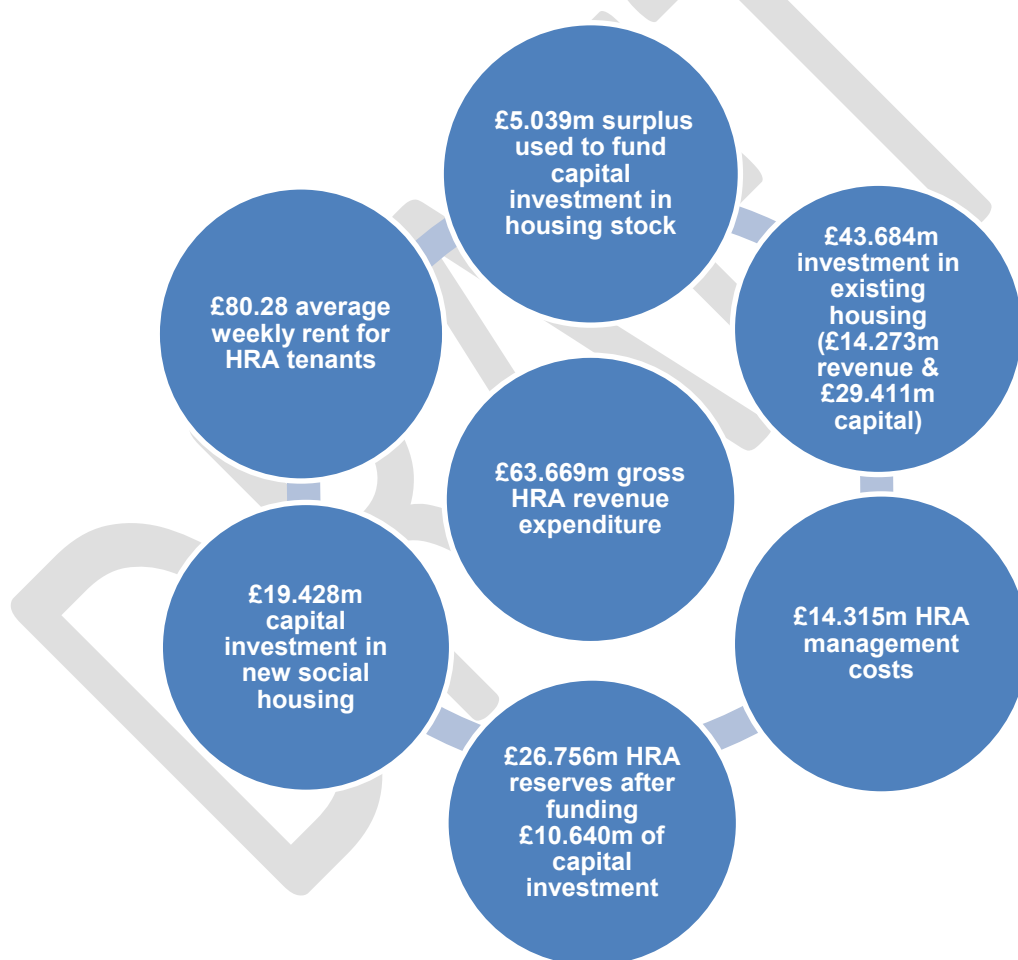 £5.039m surplus
used to fund
capital
investment in
housing stock
£43.684m
investment in
existing
housing
(£14.273m
revenue &
£29.411m
capital)
£80.28 average
weekly rent for
HRA tenants
£63.669m gross
HRA revenue
expenditure
£19.428m
capital
investment in
new social
housing
£14.315m HRA
management
costs
£26.756m HRA
reserves after
funding
£10.640m of
capital
investment